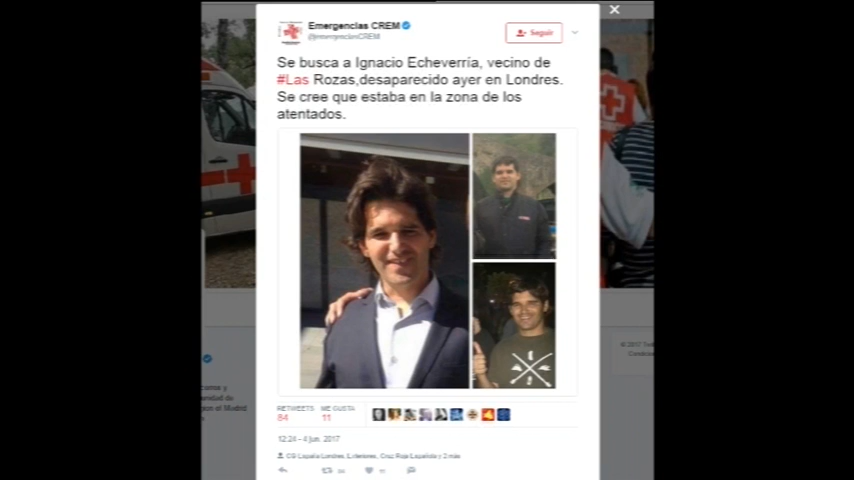 Emergencias CREM
@emergenciasCREM
Seguir
Se busca a Ignacio Echeverría, vecino de
#Las Rozas,desaparecido ayer en Londres.
Se cree que estaba en la zona de los
atentados.
RETWEETS ME GUSTA
84 11
12:24 - 4 jun. 2017
© 2017